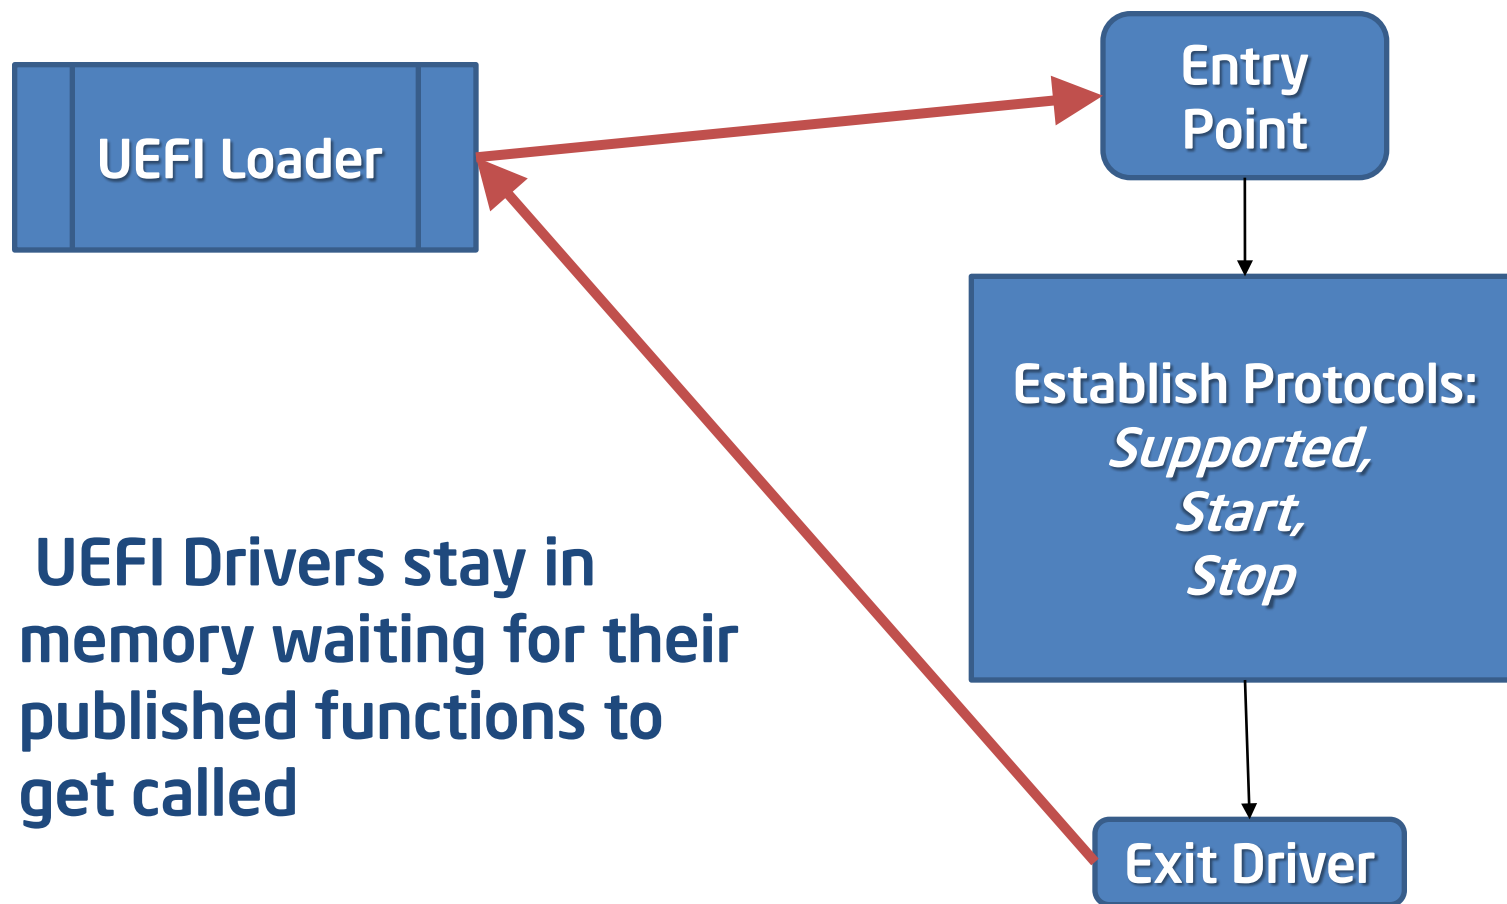 UEFI Loader
Entry
Point
Establish Protocols:
Supported,
Start,
Stop
UEFI Drivers stay in
memory waiting for their
published functions to
get called
Exit Driver